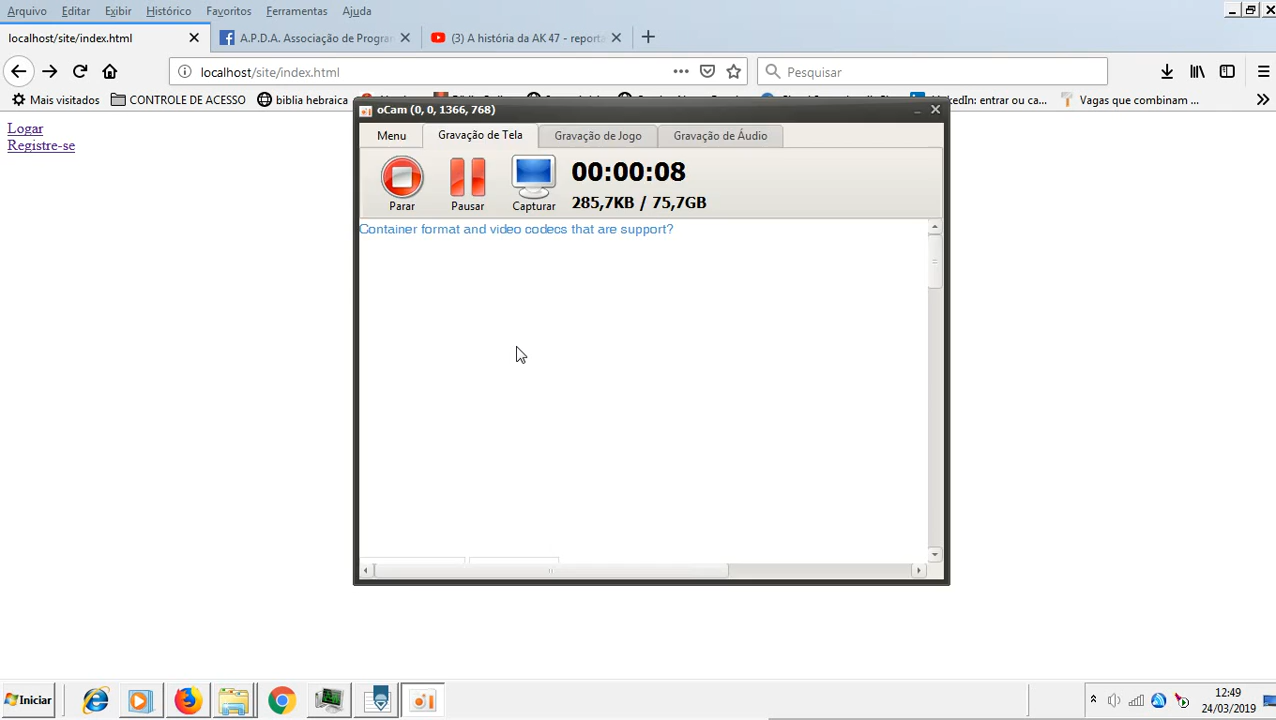 Arquivo Editar Exibir Histórico Favoritos Ferramentas Ajuda
localhost/site/index.html
A.P.D.A. Associação de Progra
(3) A história da AK 47 - reporta
localhost/site/index.html
Pesquisar
Mais visitados CONTROLE DE ACESSO biblia hebraica
LinkedIn: entrar ou ca... Vagas que combinam ...
Logar
Registre-se
oCam (0, 0, 1366, 768)
Menu Gravação de Tela Gravação de Jogo Gravação de Áudio
00:00:08
285,7KB / 75,7GB
Parar Pausar Capturar
Container format and video codecs that are support?
Iniciar
12:49
24/03/2019